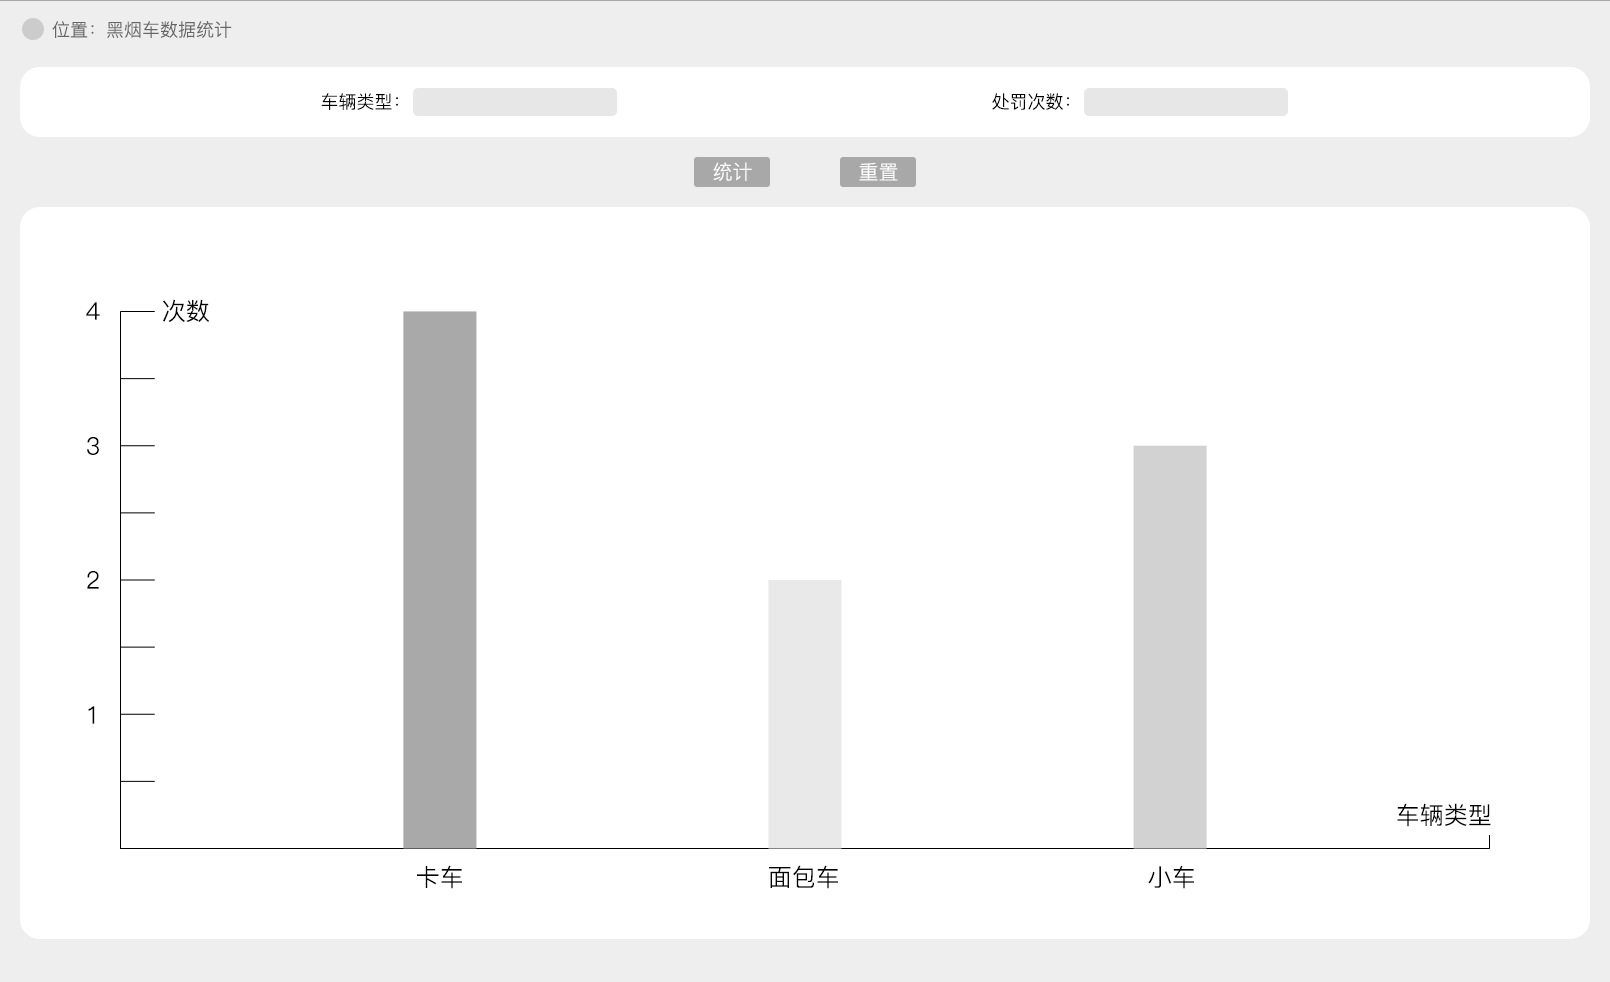 位置：黑烟车数据统计
车辆类型： 处罚次数：
统计 重置
次数
4
3
2
1
车辆类型
卡车 面包车 小车